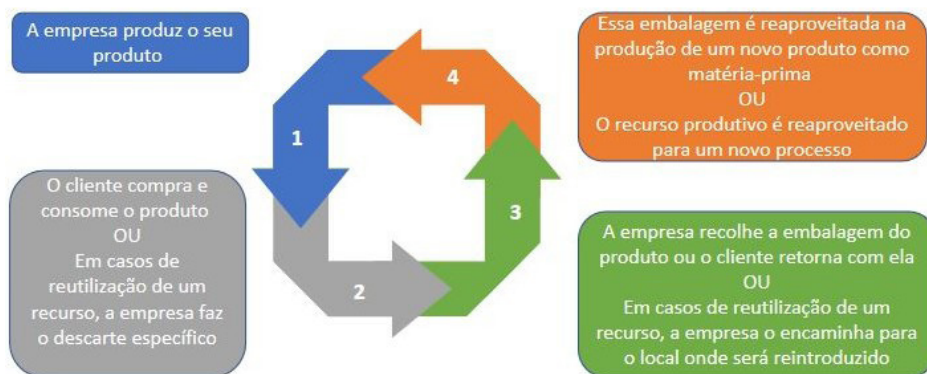 A empresa produz o seu
produto
1
O cliente compra e
consome o produto
OU
Em casos de
reutilização de um
recurso, a empresa faz
o descarte específico
2
A empresa recolhe a embalagem do
produto ou o cliente retorna com ela
OU
Em casos de reutilização de um
recurso, a empresa o encaminha para
o local onde será reintroduzido
3
Essa embalagem é reaproveitada na
produção de um novo produto como
matéria-prima
OU
O recurso produtivo é reaproveitado
para um novo processo
4